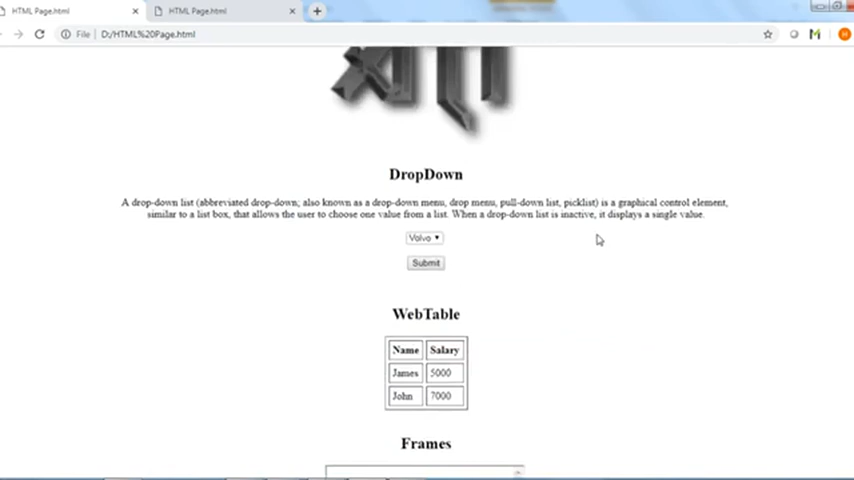 HTML Page.html
HTML Page.html
File D:/HTML%20Page.html
DropDown
A drop-down list (abbreviated drop-down; also known as a drop-down menu, drop menu, pull-down list, picklist) is a graphical control element,
similar to a list box, that allows the user to choose one value from a list. When a drop-down list is inactive, it displays a single value.
Volvo
Submit
WebTable
Name Salary
James 5000
John 7000
Frames